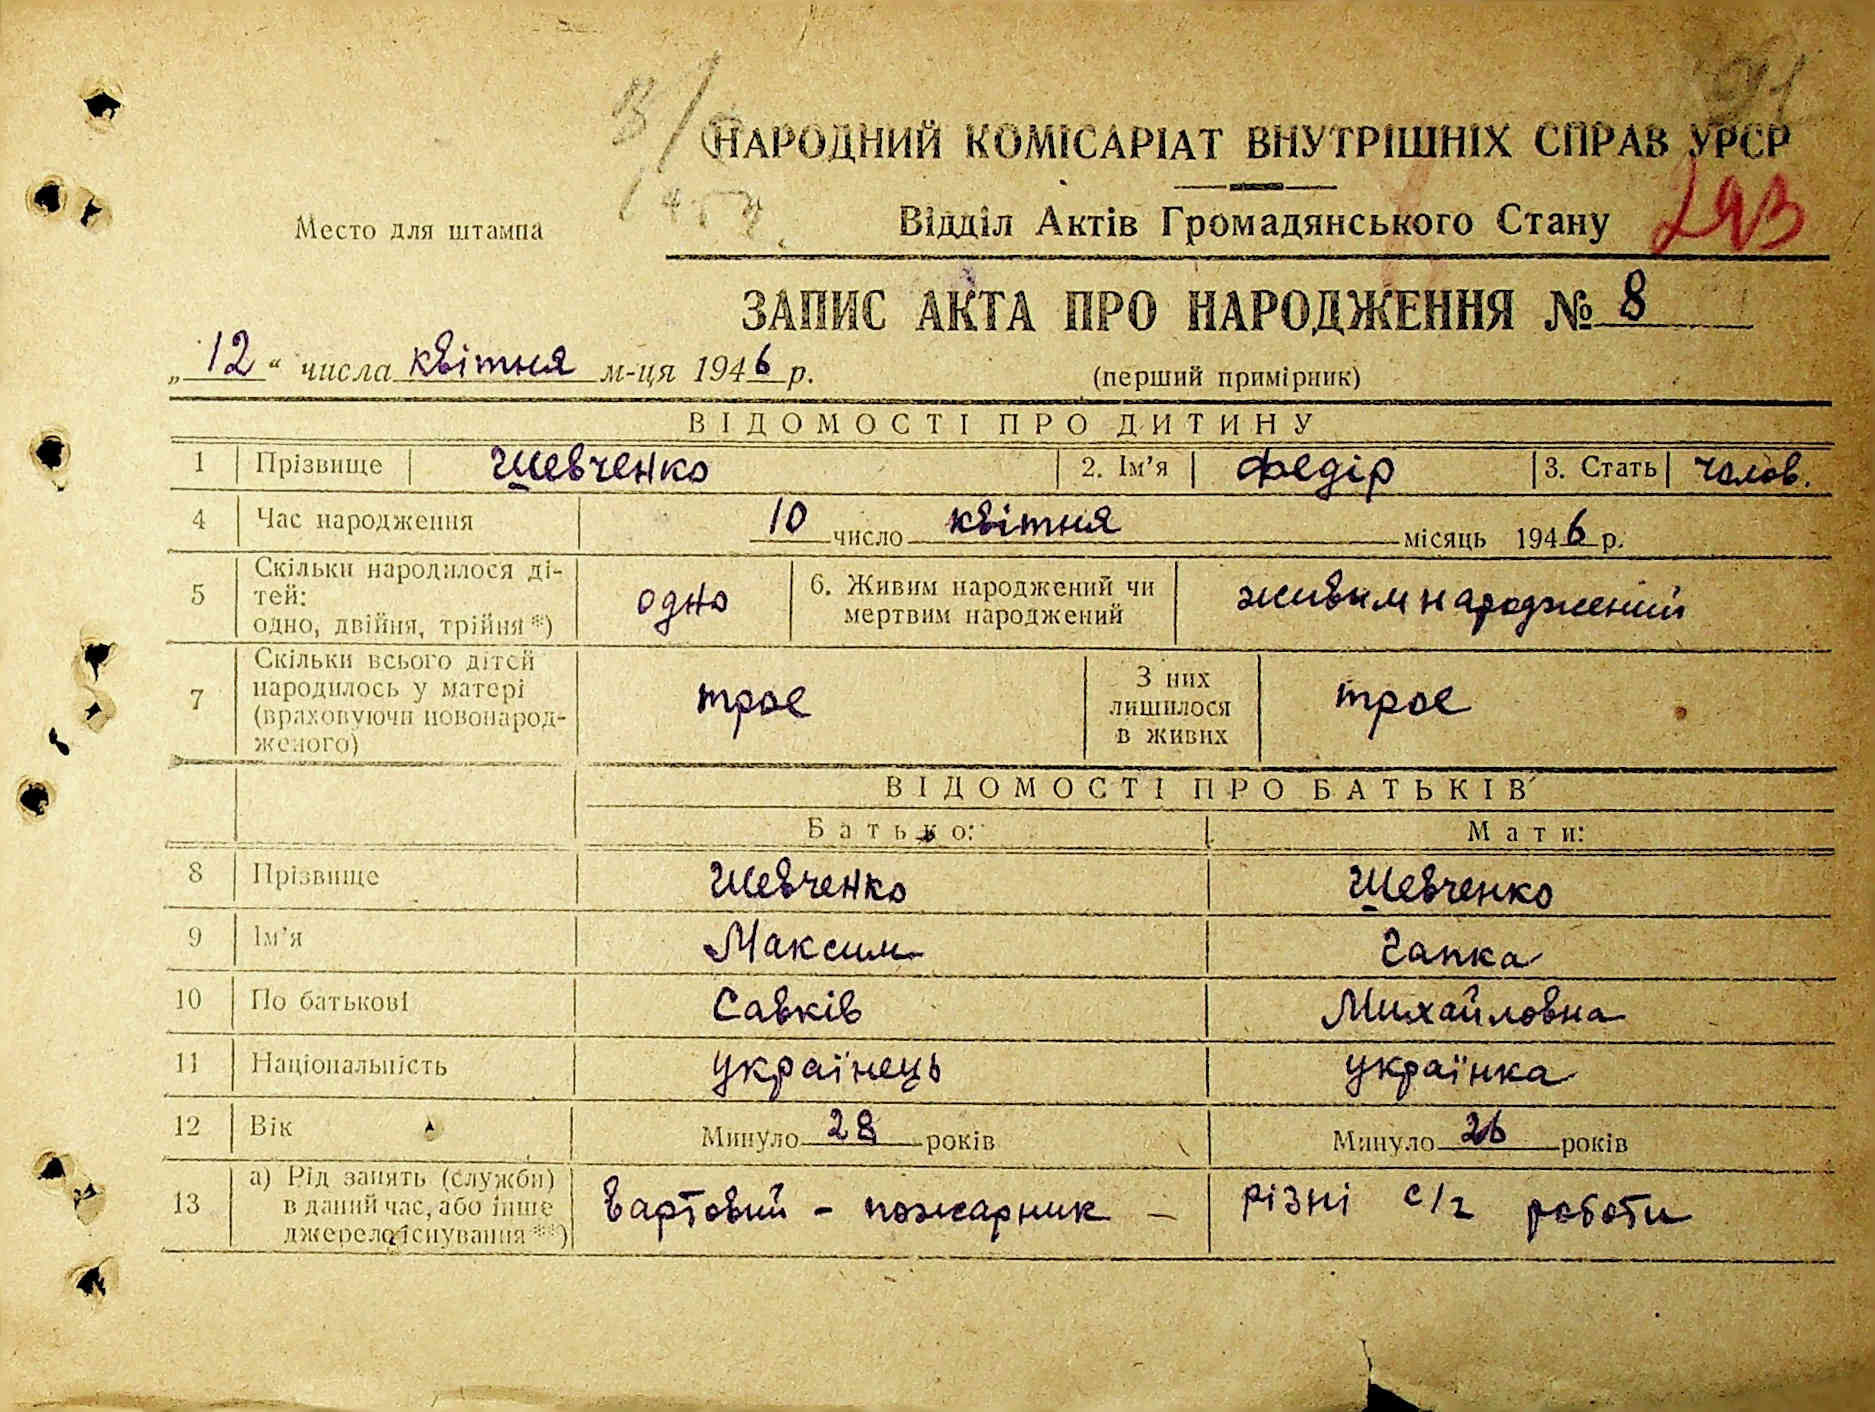 91
НАРОДНИЙ КОМІСАРІАТ ВНУТРІШНІХ СПРАВ УРСР
Место для штампа
Відділ Актів Громадянського Стану 293
ЗАПИС АКТА ПРО НАРОДЖЕННЯ № 8
„12“ числа квітня м-ця 1946 р.
(перший примірник)
ВІДОМОСТІ ПРО ДИТИНУ
1 Прізвище Шевченко 2. Ім'я Федір 3. Стать чолов.
4 Час народження 10 число квітня місяць 1946 р.
5 Скільки народилося ді-
тей:
одно, двійня, трійня *) одно 6. Живим народжений чи
мертвим народжений живим народжений
7 Скільки всього дітей
народилось у матері
(враховуючи новонарод-
женого) троє З них
лишилося
в живих троє
ВІДОМОСТІ ПРО БАТЬКІВ
Батько: Мати:
8 Прізвище Шевченко Шевченко
9 Ім'я Максим Гапка
10 По батькові Савків Михайловна
11 Національність українець українка
12 Вік Минуло 28 років Минуло 26 років
13 а) Рід занять (служби)
в даний час, або інше
джерело існування **) вартовий - пожарник - різні с/г роботи